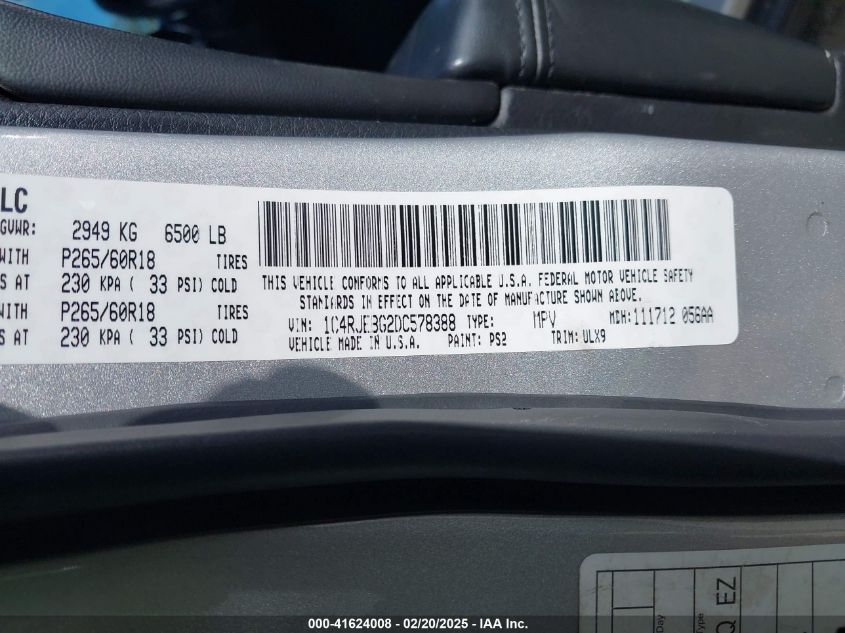 LC
GVWR: 2949 KG 6500 LB
WITH P265/60R18 TIRES
S AT 230 KPA ( 33 PSI) COLD
WITH P265/60R18 TIRES
S AT 230 KPA ( 33 PSI) COLD
THIS VEHICLE CONFORMS TO ALL APPLICABLE U.S.A. FEDERAL MOTOR VEHICLE SAFETY
STANDARDS IN EFFECT ON THE DATE OF MANUFACTURE SHOWN ABOVE.
VIN: 1C4RJEBG2DC578388 TYPE: MPV MDH:111712 056AA
VEHICLE MADE IN U.S.A. PAINT: PS2 TRIM: ULX9
Day
Type
Q EZ
000-41624008 - 02/20/2025 - IAA Inc.